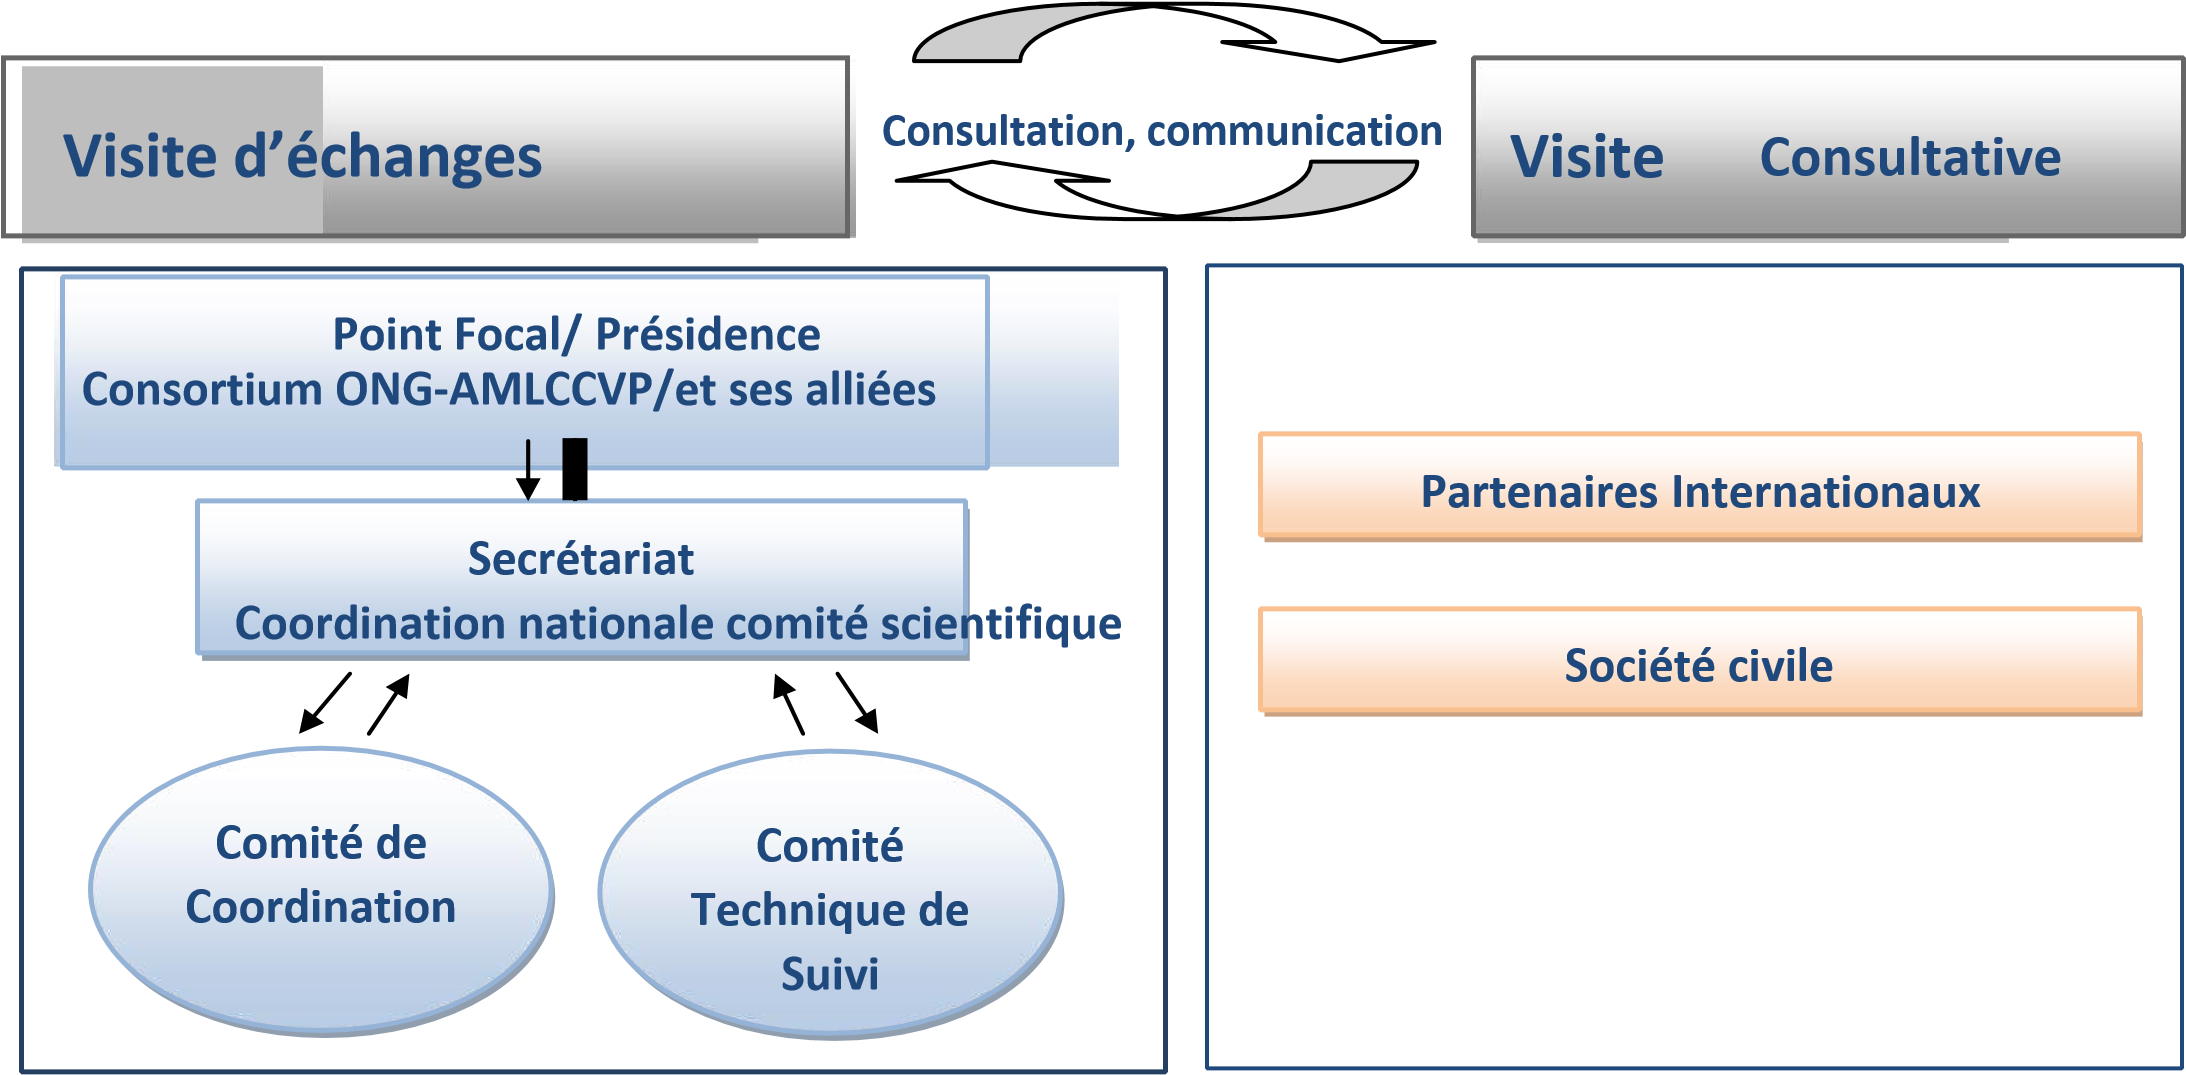 Visite d’échanges
Consultation, communication
Visite Consultative
Point Focal/ Présidence
Consortium ONG-AMLCCVP/et ses alliées
Secrétariat
Coordination nationale comité scientifique
Comité de
Coordination
Comité
Technique de
Suivi
Partenaires Internationaux
Société civile